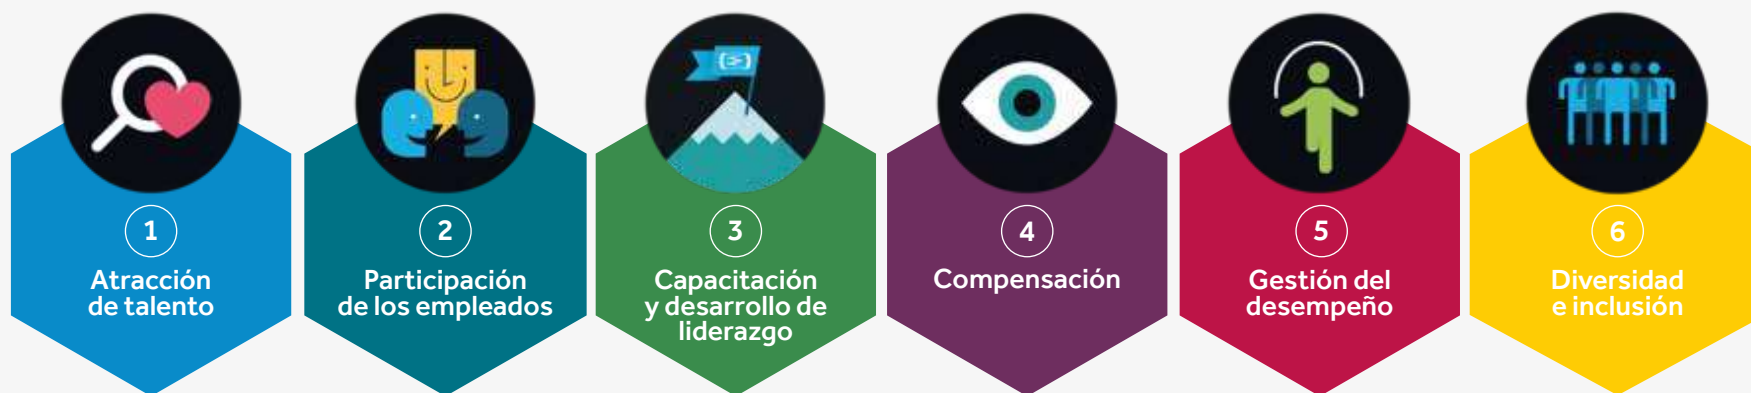 1
Atracción
de talento
2
Participación
de los empleados
3
Capacitación
y desarrollo de
liderazgo
4
Compensación
5
Gestión del
desempeño
6
Diversidad
e inclusión